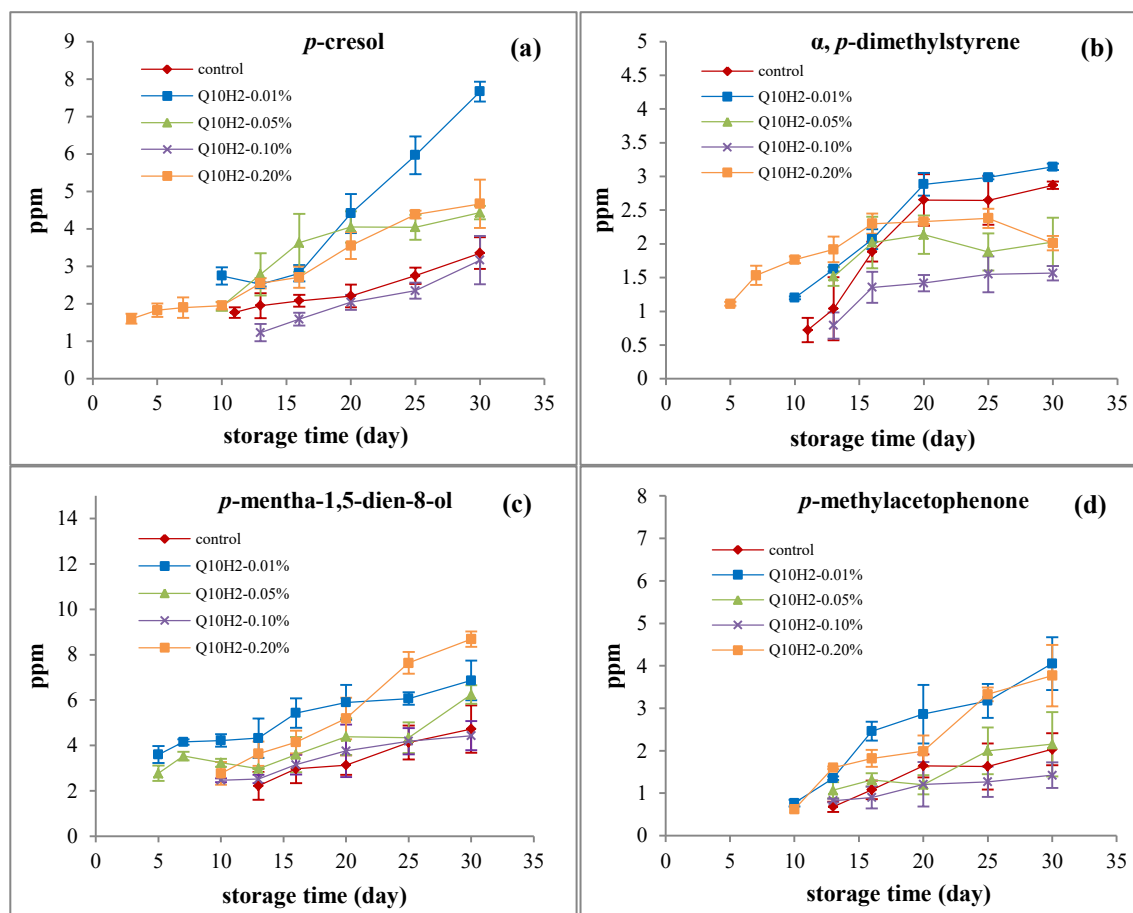 p-cresol
(a)
control
Q10H2-0.01%
Q10H2-0.05%
Q10H2-0.10%
Q10H2-0.20%
ppm
9
8
7
6
5
4
3
2
1
0
0 5 10 15 20 25 30 35
storage time (day)
α, p-dimethylstyrene
(b)
control
Q10H2-0.01%
Q10H2-0.05%
Q10H2-0.10%
Q10H2-0.20%
ppm
5
4.5
4
3.5
3
2.5
2
1.5
1
0.5
0
0 5 10 15 20 25 30 35
storage time (day)
p-mentha-1,5-dien-8-ol
(c)
control
Q10H2-0.01%
Q10H2-0.05%
Q10H2-0.10%
Q10H2-0.20%
ppm
14
12
10
8
6
4
2
0
0 5 10 15 20 25 30 35
storage time (day)
p-methylacetophenone
(d)
control
Q10H2-0.01%
Q10H2-0.05%
Q10H2-0.10%
Q10H2-0.20%
ppm
8
7
6
5
4
3
2
1
0
0 5 10 15 20 25 30 35
storage time (day)